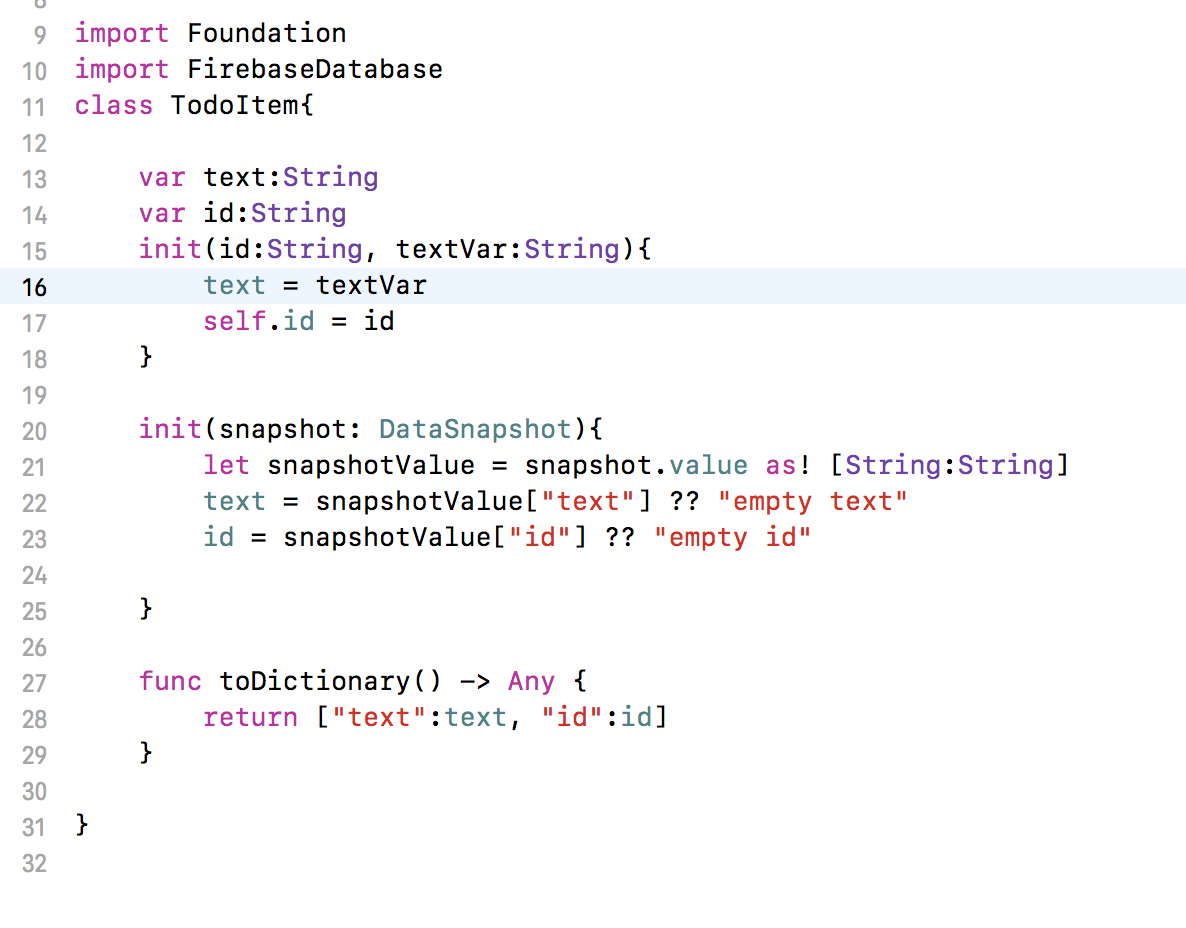 8
9 import Foundation
10 import FirebaseDatabase
11 class TodoItem{
12
13     var text:String
14     var id:String
15     init(id:String, textVar:String){
16         text = textVar
17         self.id = id
18     }
19
20     init(snapshot: DataSnapshot){
21         let snapshotValue = snapshot.value as! [String:String]
22         text = snapshotValue["text"] ?? "empty text"
23         id = snapshotValue["id"] ?? "empty id"
24
25     }
26
27     func toDictionary() -> Any {
28         return ["text":text, "id":id]
29     }
30
31 }
32